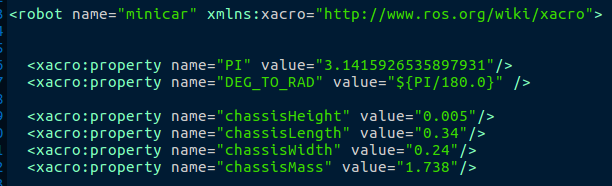 <robot name="minicar" xmlns:xacro="http://www.ros.org/wiki/xacro">
<xacro:property name="PI" value="3.1415926535897931"/>
<xacro:property name="DEG_TO_RAD" value="${PI/180.0}" />
<xacro:property name="chassisHeight" value="0.005"/>
<xacro:property name="chassisLength" value="0.34"/>
<xacro:property name="chassisWidth" value="0.24"/>
<xacro:property name="chassisMass" value="1.738"/>